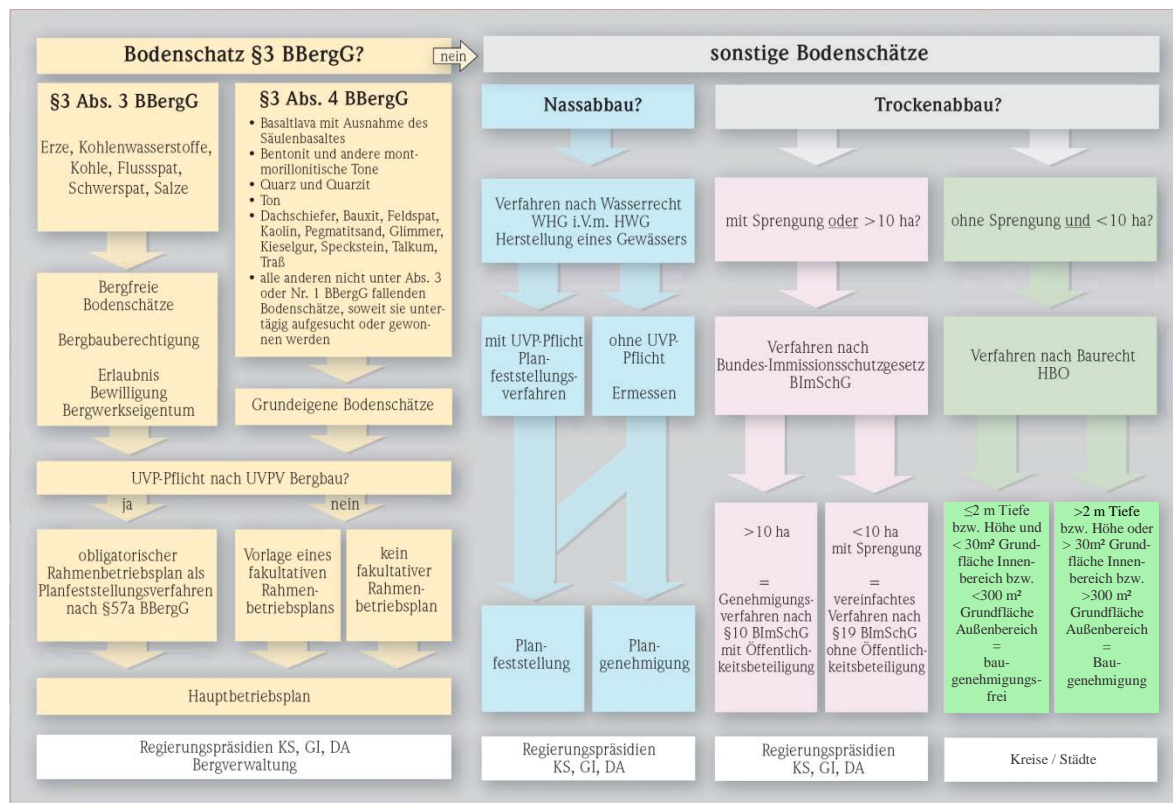 Bodenschatz §3 BBergG?
nein
sonstige Bodenschätze
§3 Abs. 3 BBergG
Erze, Kohlenwasserstoffe,
Kohle, Flussspat,
Schwerspat, Salze
§3 Abs. 4 BBergG
• Basaltlava mit Ausnahme des
Säulenbasaltes
• Bentonit und andere mont-
morillonitische Tone
• Quarz und Quarzit
• Ton
• Dachschiefer, Bauxit, Feldspat,
Kaolin, Pegmatitsand, Glimmer,
Kieselgur, Speckstein, Talkum,
Traß
• alle anderen nicht unter Abs. 3
oder Nr. 1 BBergG fallenden
Bodenschätze, soweit sie unter-
tägig aufgesucht oder gewon-
nen werden
Bergfreie
Bodenschätze
Bergbauberechtigung
Erlaubnis
Bewilligung
Bergwerkseigentum
Grundeigene Bodenschätze
UVP-Pflicht nach UVPV Bergbau?
ja
nein
obligatorischer
Rahmenbetriebsplan als
Planfeststellungsverfahren
nach §57a BBergG
Vorlage eines
fakultativen
Rahmen-
betriebsplans
kein
fakultativer
Rahmen-
betriebsplan
Hauptbetriebsplan
Regierungspräsidien KS, GI, DA
Bergverwaltung
Nassabbau?
Verfahren nach Wasserrecht
WHG i.V.m. HWG
Herstellung eines Gewässers
mit UVP-Pflicht
Plan-
feststellungs-
verfahren
ohne UVP-
Pflicht
Ermessen
Plan-
feststellung
Plan-
genehmigung
Regierungspräsidien
KS, GI, DA
Trockenabbau?
mit Sprengung oder >10 ha?
Verfahren nach
Bundes-Immissionsschutzgesetz
BImSchG
>10 ha
=
Genehmigungs-
verfahren nach
§10 BImSchG
mit Öffentlich-
keitsbeteiligung
<10 ha
mit Sprengung
=
vereinfachtes
Verfahren nach
§19 BImSchG
ohne Öffentlich-
keitsbeteiligung
Regierungspräsidien
KS, GI, DA
ohne Sprengung und <10 ha?
Verfahren nach Baurecht
HBO
≤2 m Tiefe
bzw. Höhe und
< 30m² Grund-
fläche Innen-
bereich bzw.
<300 m²
Grundfläche
Außenbereich
=
bau-
genehmigungs-
frei
>2 m Tiefe
bzw. Höhe oder
> 30m² Grund-
fläche Innen-
bereich bzw.
>300 m²
Grundfläche
Außenbereich
=
Bau-
genehmigung
Kreise / Städte